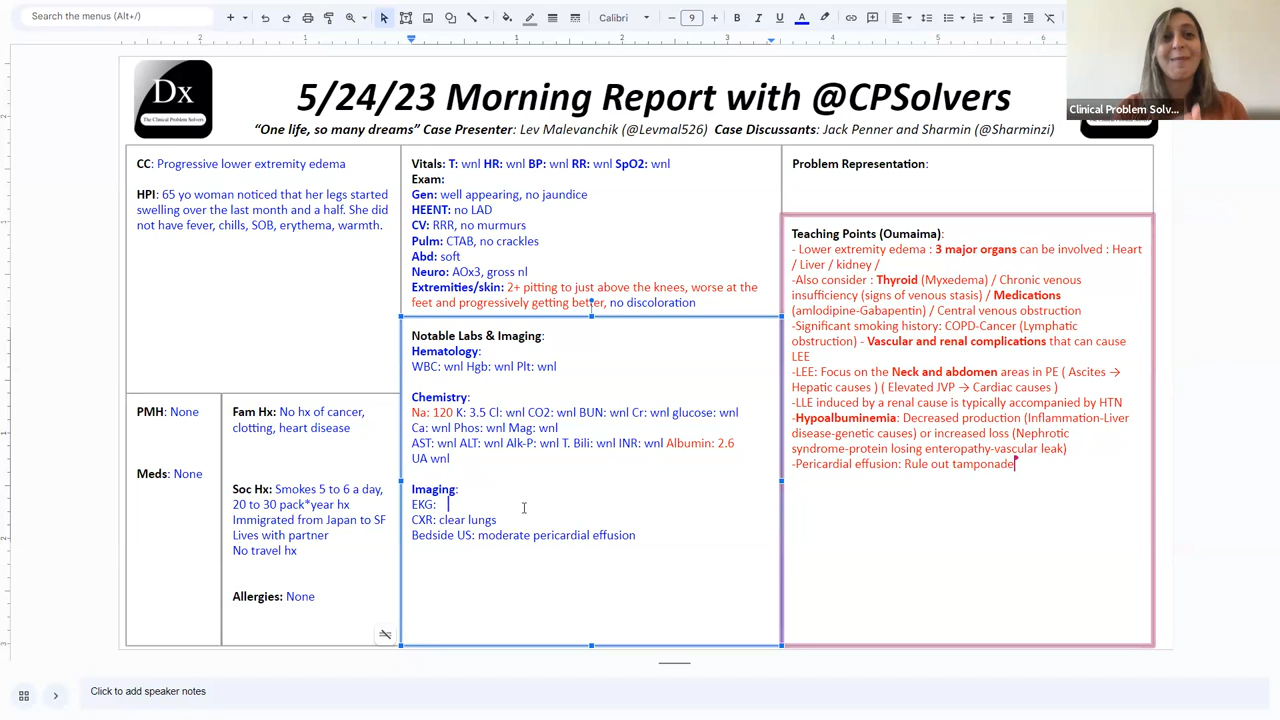 Search the menus (Alt+/)
Calibri
9
2 1 1 2 3 4 5 6
Dx
The Clinical Problem Solvers
5/24/23 Morning Report with @CPSolvers
“One life, so many dreams” Case Presenter: Lev Malevanchik (@Levmal526) Case Discussants: Jack Penner and Sharmin (@Sharminzi)
Clinical Problem Solv...
The Clinical Problem Solvers
CC: Progressive lower extremity edema
HPI: 65 yo woman noticed that her legs started
swelling over the last month and a half. She did
not have fever, chills, SOB, erythema, warmth.
PMH: None
Meds: None
Fam Hx: No hx of cancer,
clotting, heart disease
Soc Hx: Smokes 5 to 6 a day,
20 to 30 pack*year hx
Immigrated from Japan to SF
Lives with partner
No travel hx
Allergies: None
Vitals: T: wnl HR: wnl BP: wnl RR: wnl SpO2: wnl
Exam:
Gen: well appearing, no jaundice
HEENT: no LAD
CV: RRR, no murmurs
Pulm: CTAB, no crackles
Abd: soft
Neuro: AOx3, gross nl
Extremities/skin: 2+ pitting to just above the knees, worse at the
feet and progressively getting better, no discoloration
Notable Labs & Imaging:
Hematology:
WBC: wnl Hgb: wnl Plt: wnl
Chemistry:
Na: 120 K: 3.5 Cl: wnl CO2: wnl BUN: wnl Cr: wnl glucose: wnl
Ca: wnl Phos: wnl Mag: wnl
AST: wnl ALT: wnl Alk-P: wnl T. Bili: wnl INR: wnl Albumin: 2.6
UA wnl
Imaging:
EKG:
CXR: clear lungs
Bedside US: moderate pericardial effusion
Problem Representation:
Teaching Points (Oumaima):
- Lower extremity edema : 3 major organs can be involved : Heart
/ Liver / kidney /
-Also consider : Thyroid (Myxedema) / Chronic venous
insufficiency (signs of venous stasis) / Medications
(amlodipine-Gabapentin) / Central venous obstruction
-Significant smoking history: COPD-Cancer (Lymphatic
obstruction) - Vascular and renal complications that can cause
LEE
-LEE: Focus on the Neck and abdomen areas in PE ( Ascites →
Hepatic causes ) ( Elevated JVP → Cardiac causes )
-LLE induced by a renal cause is typically accompanied by HTN
-Hypoalbuminemia: Decreased production (Inflammation-Liver
disease-genetic causes) or increased loss (Nephrotic
syndrome-protein losing enteropathy-vascular leak)
-Pericardial effusion: Rule out tamponade
Click to add speaker notes